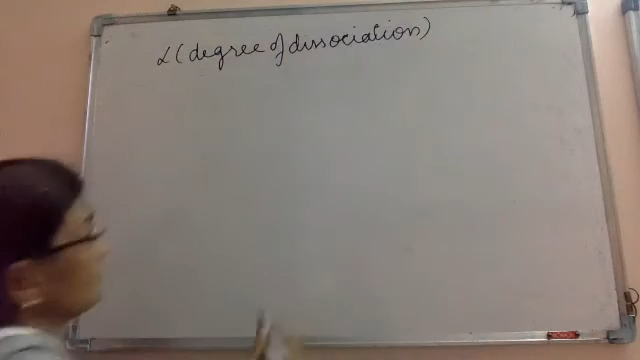 α (degree of dissociation)